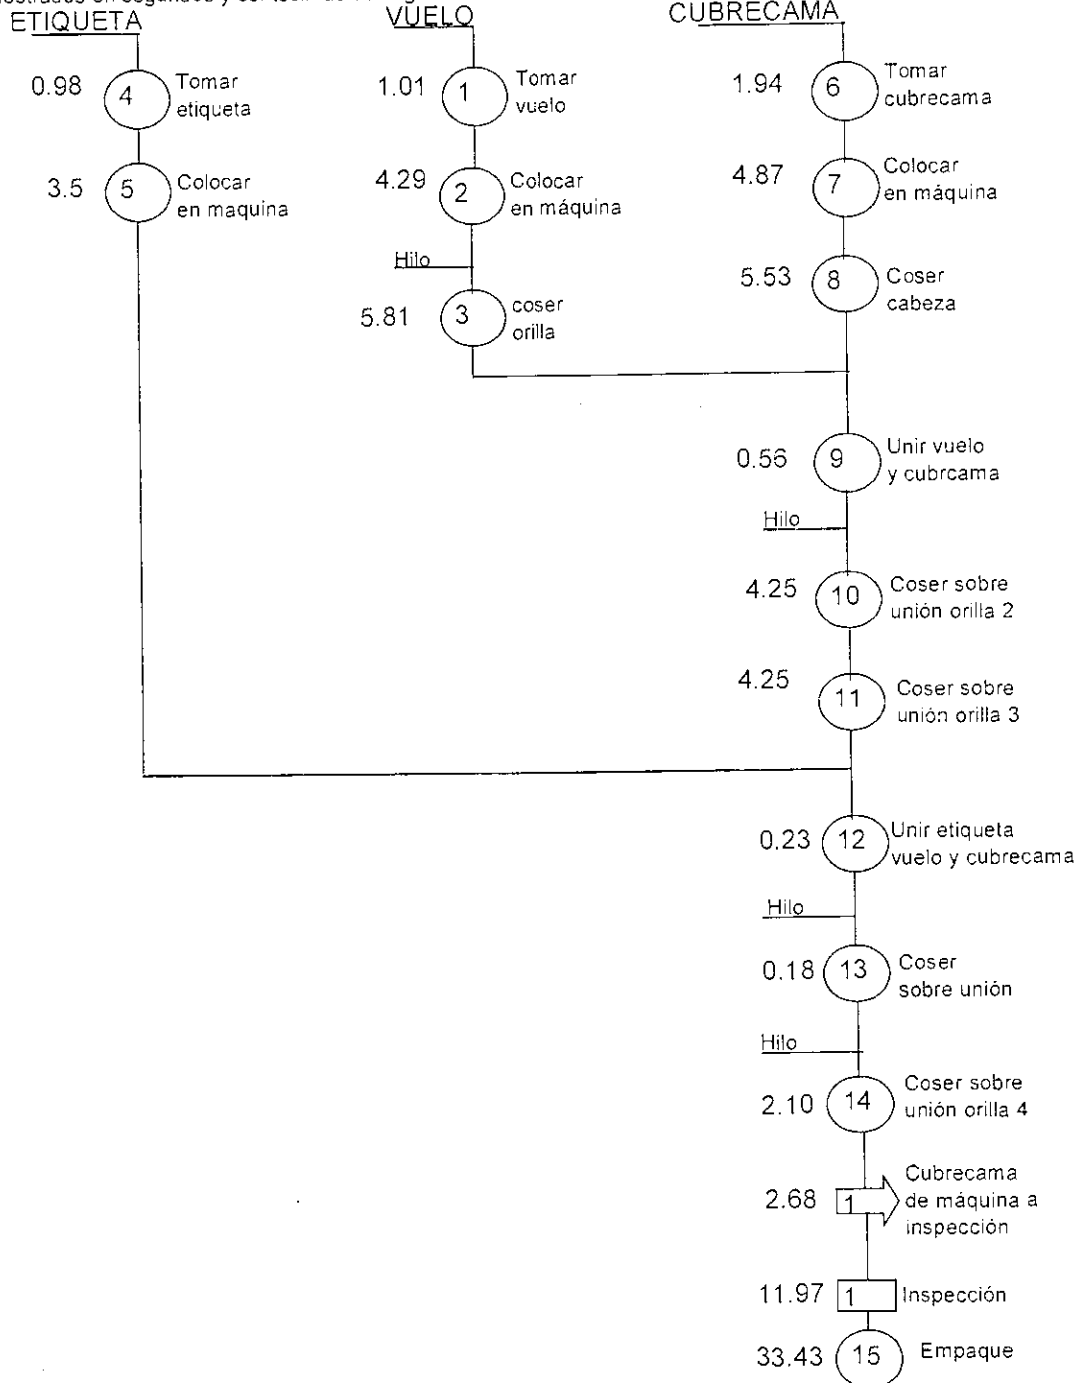 ETIQUETA
0.98
4
Tomar
etiqueta
3.5
5
Colocar
en maquina
VUELO
1.01
1
Tomar
vuelo
4.29
2
Colocar
en máquina
Hilo
5.81
3
coser
orilla
CUBRECAMA
1.94
6
Tomar
cubrecama
4.87
7
Colocar
en máquina
5.53
8
Coser
cabeza
0.56
9
Unir vuelo
y cubrcama
Hilo
4.25
10
Coser sobre
unión orilla 2
4.25
11
Coser sobre
unión orilla 3
0.23
12
Unir etiqueta
vuelo y cubrecama
Hilo
0.18
13
Coser
sobre unión
Hilo
2.10
14
Coser sobre
unión orilla 4
2.68
1
Cubrecama
de máquina a
inspección
11.97
1
Inspección
33.43
15
Empaque